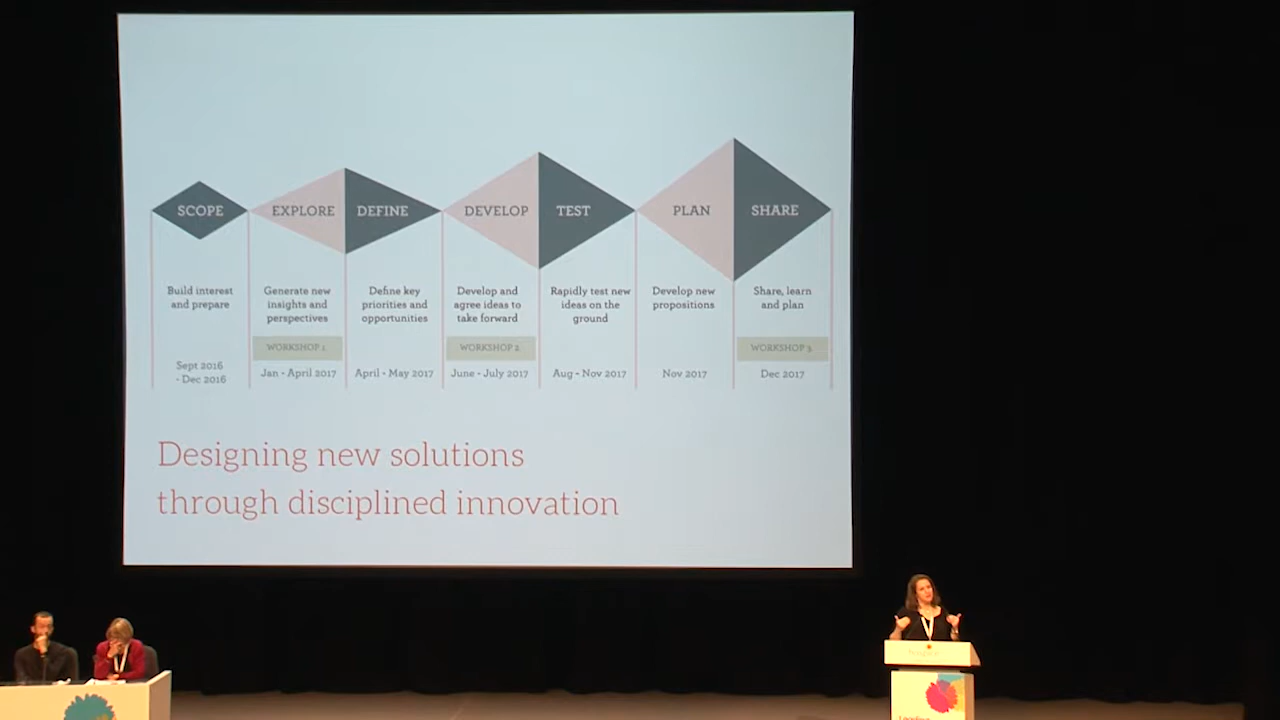 SCOPE
EXPLORE
DEFINE
DEVELOP
TEST
PLAN
SHARE
Build interest
and prepare
Sept 2016
- Dec 2016
Generate new
insights and
perspectives
WORKSHOP 1.
Jan - April 2017
Define key
priorities and
opportunities
April - May 2017
Develop and
agree ideas to
take forward
WORKSHOP 2.
June - July 2017
Rapidly test new
ideas on the
ground
Aug - Nov 2017
Develop new
propositions
Nov 2017
Share, learn
and plan
WORKSHOP 3.
Dec 2017
Designing new solutions
through disciplined innovation